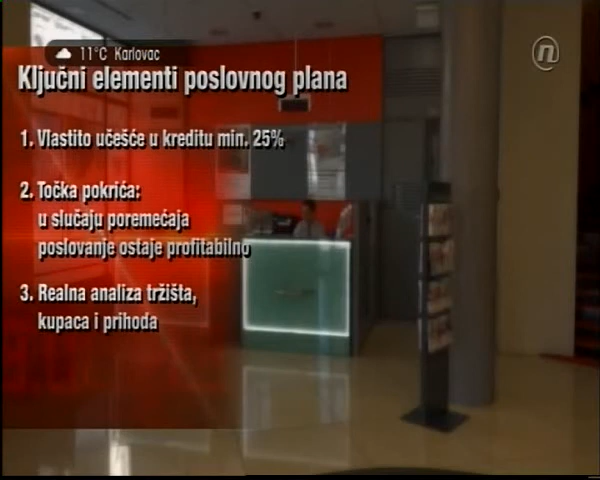 11°C Karlovac
Ključni elementi poslovnog plana
1. Vlastito učešće u kreditu min. 25%
2. Točka pokrića:
u slučaju poremećaja
poslovanje ostaje profitabilno
3. Realna analiza tržišta,
kupaca i prihoda